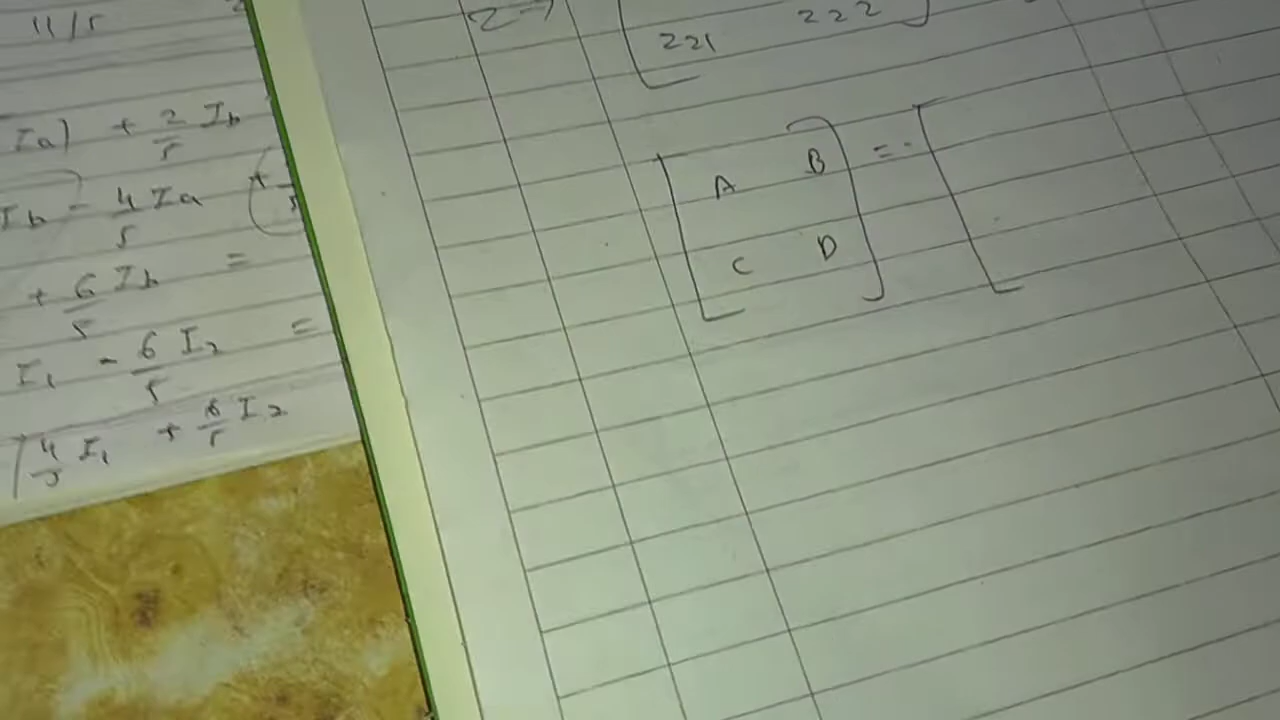 11/5
Ia) + 2/5 Ib
Ib - 4/5 Ia
+ 6/5 Ib =
I1 - 6/5 I2 =
4/5 I1 + 6/5 I2
Z →
Z21 Z22
[A B
C D] = [